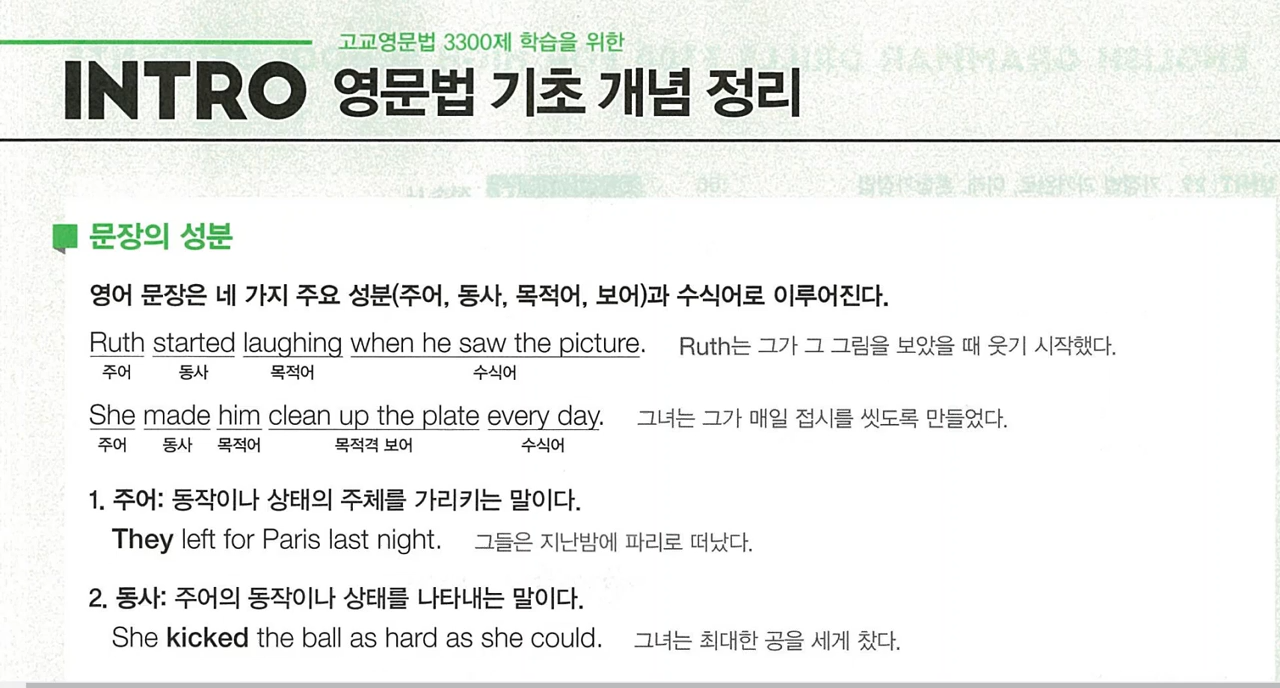 고교영문법 3300제 학습을 위한
INTRO 영문법 기초 개념 정리
문장의 성분
영어 문장은 네 가지 주요 성분(주어, 동사, 목적어, 보어)과 수식어로 이루어진다.
Ruth started laughing when he saw the picture. Ruth는 그가 그 그림을 보았을 때 웃기 시작했다.
주어 동사 목적어 수식어
She made him clean up the plate every day. 그녀는 그가 매일 접시를 씻도록 만들었다.
주어 동사 목적어 목적격 보어 수식어
1. 주어: 동작이나 상태의 주체를 가리키는 말이다.
They left for Paris last night. 그들은 지난밤에 파리로 떠났다.
2. 동사: 주어의 동작이나 상태를 나타내는 말이다.
She kicked the ball as hard as she could. 그녀는 최대한 공을 세게 찼다.